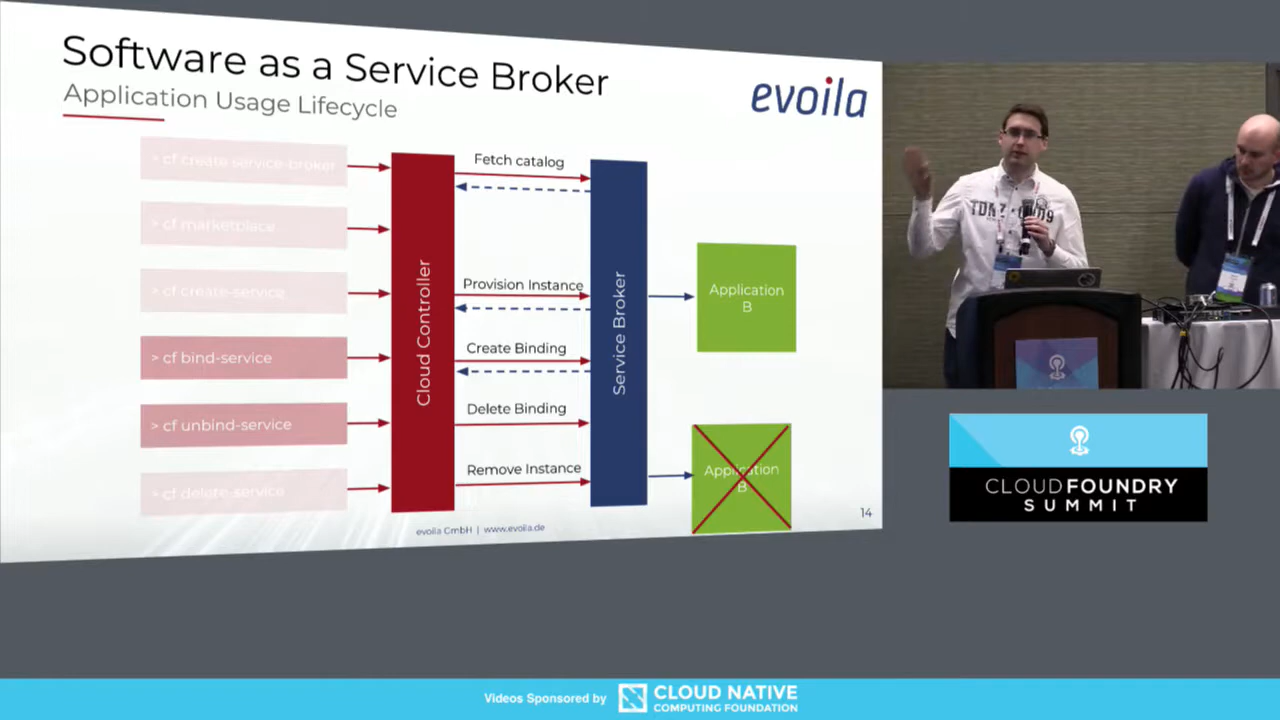 Software as a Service Broker
Application Usage Lifecycle
evoila
> cf create service-broker
> cf marketplace
> cf create-service
> cf bind-service
> cf unbind-service
> cf delete-service
Cloud Controller
Fetch catalog
Provision Instance
Create Binding
Delete Binding
Remove Instance
Service Broker
Application
B
Application
B
evoila GmbH | www.evoila.de
14
CLOUD FOUNDRY
SUMMIT
Videos Sponsored by
CLOUD NATIVE
COMPUTING FOUNDATION